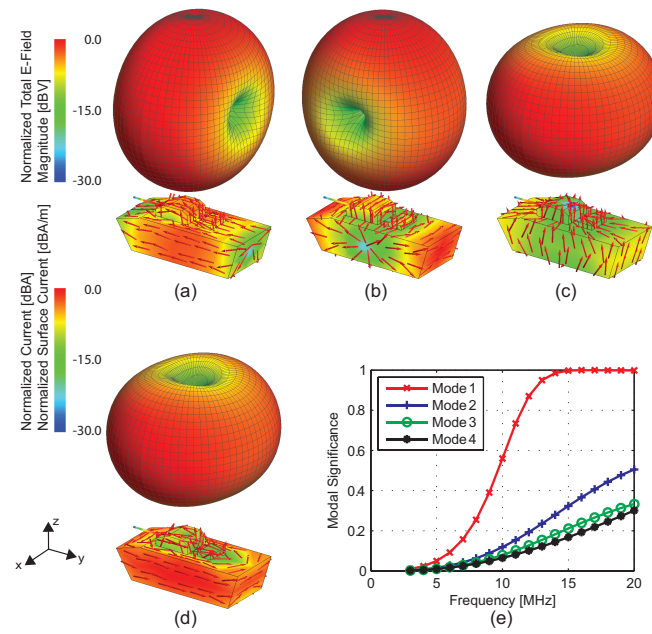 Normalized Total E-Field
Magnitude [dBV]
0.0
-15.0
-30.0
(a)
(b)
(c)
Normalized Current [dBA]
Normalized Surface Current [dBA/m]
0.0
-15.0
-30.0
z
x
y
(d)
Modal Significance
1
0.8
0.6
0.4
0.2
0
Mode 1
Mode 2
Mode 3
Mode 4
0 5 10 15 20
Frequency [MHz]
(e)